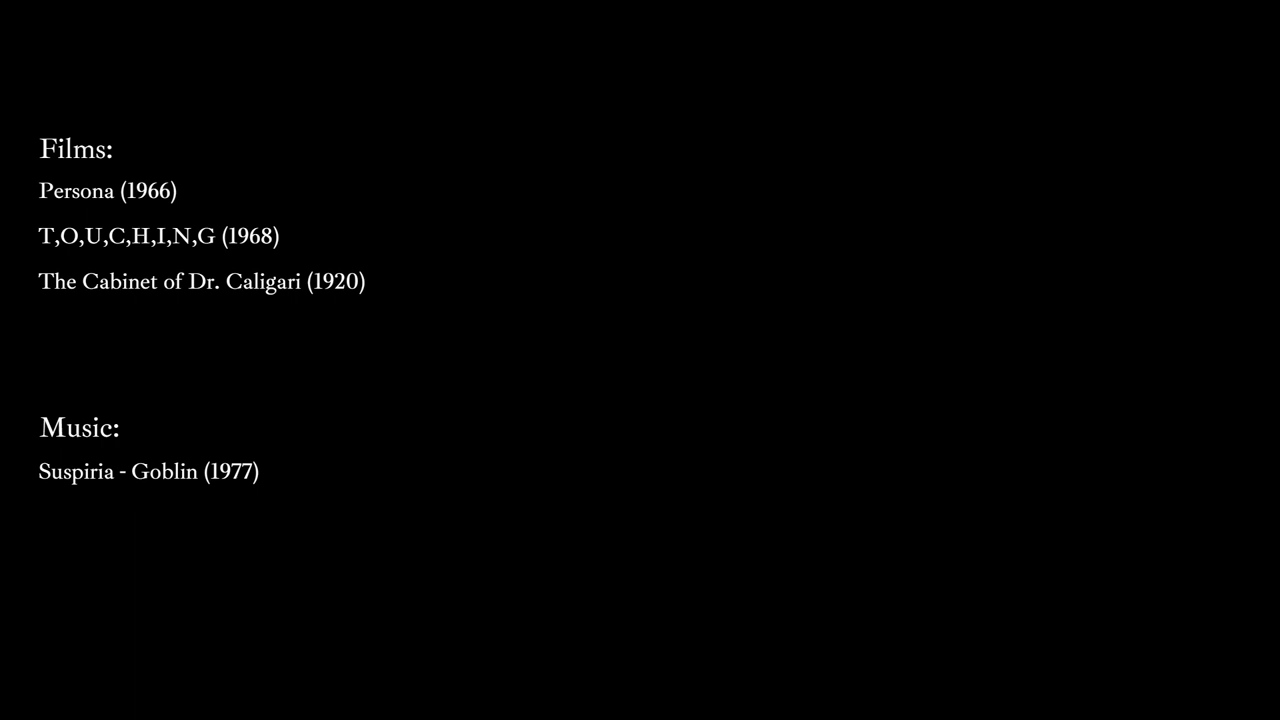 Films:
Persona (1966)
T,O,U,C,H,I,N,G (1968)
The Cabinet of Dr. Caligari (1920)
Music:
Suspiria - Goblin (1977)